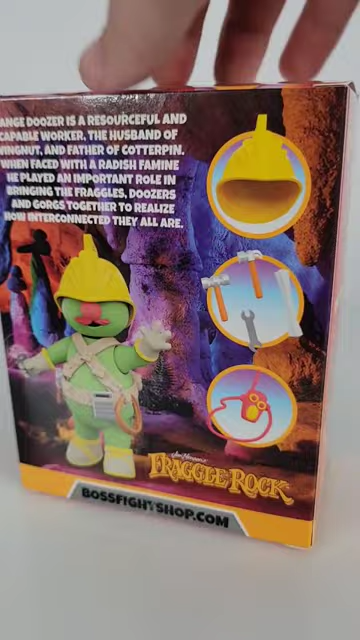 ANGE DOOZER IS A RESOURCEFUL AND
CAPABLE WORKER, THE HUSBAND OF
WINGNUT, AND FATHER OF COTTERPIN.
WHEN FACED WITH A RADISH FAMINE
HE PLAYED AN IMPORTANT ROLE IN
BRINGING THE FRAGGLES, DOOZERS
AND GORGS TOGETHER TO REALIZE
HOW INTERCONNECTED THEY ALL ARE.
Jim Henson's
FRAGGLE ROCK
BOSSFIGHTSHOP.COM